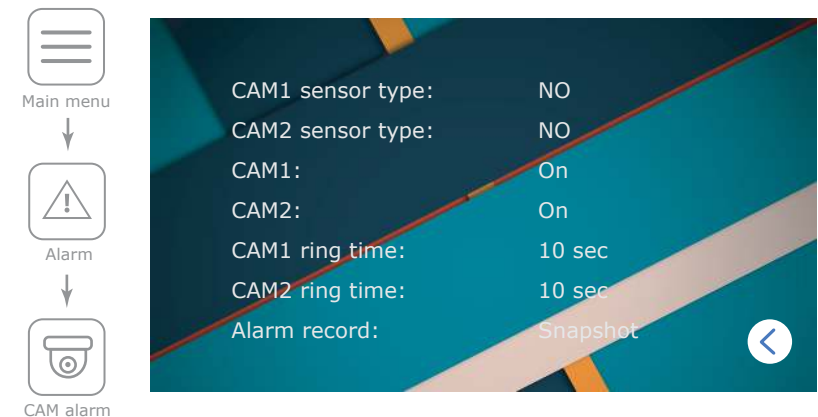 Main menu
Alarm
CAM alarm
CAM1 sensor type: NO
CAM2 sensor type: NO
CAM1: On
CAM2: On
CAM1 ring time: 10 sec
CAM2 ring time: 10 sec
Alarm record: Snapshot